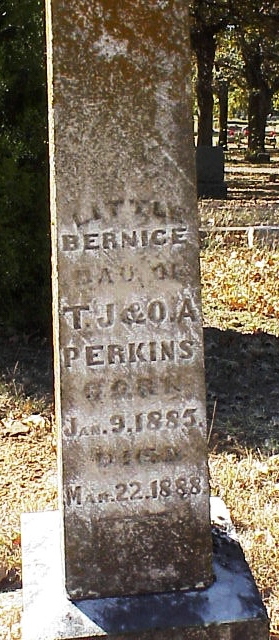 LITTLE
BERNICE
DAU. OF
T. J. & O. A
PERKINS
BORN
JAN. 9, 1885.
DIED
MAR. 22. 1888